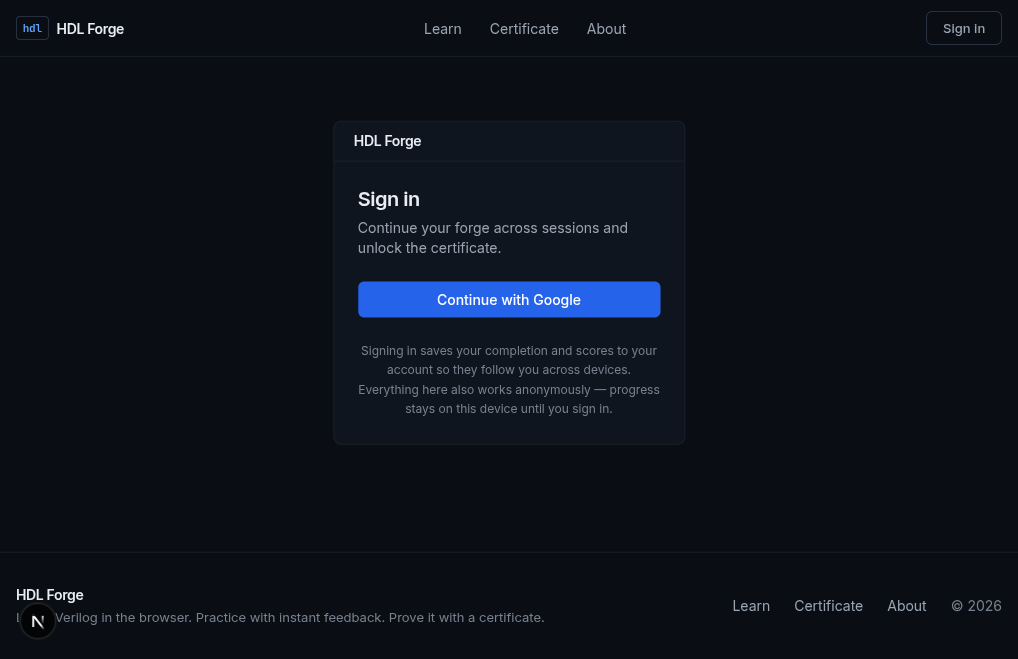 hdl HDL Forge
Learn Certificate About
Sign in
HDL Forge
Sign in
Continue your forge across sessions and
unlock the certificate.
Continue with Google
Signing in saves your completion and scores to your
account so they follow you across devices.
Everything here also works anonymously — progress
stays on this device until you sign in.
HDL Forge
Verilog in the browser. Practice with instant feedback. Prove it with a certificate.
N
Learn Certificate About © 2026